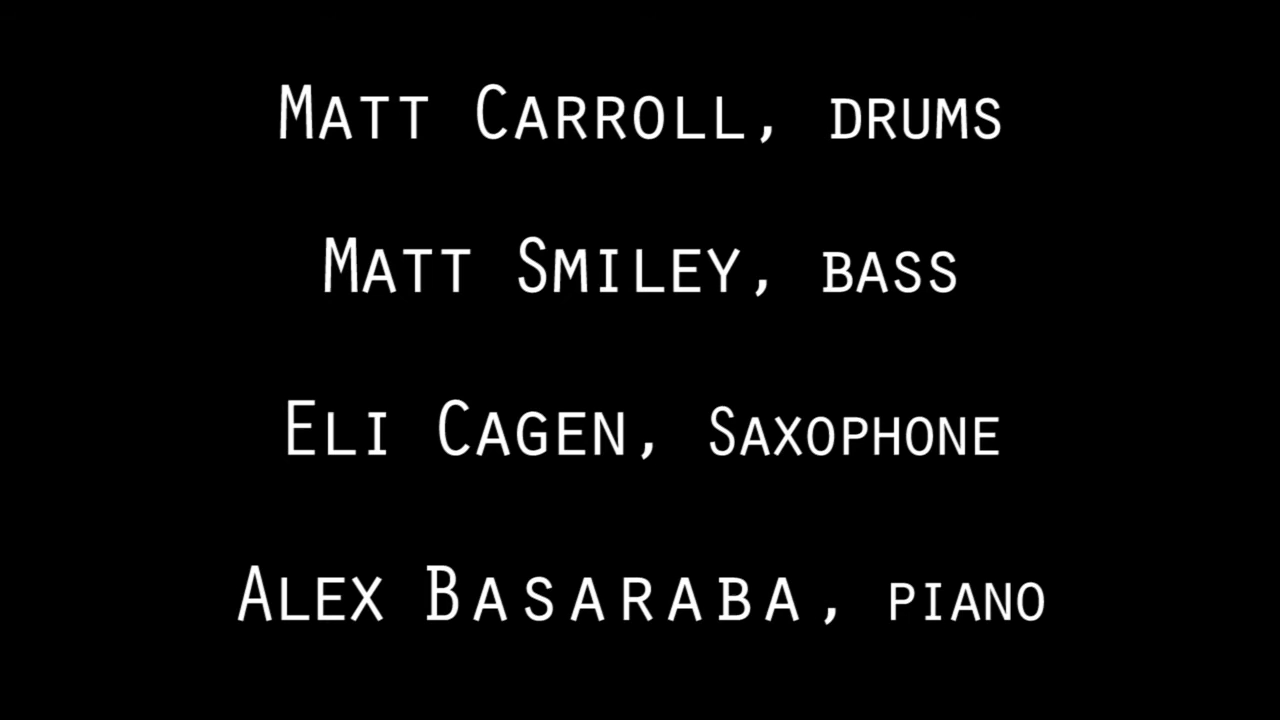 Matt Carroll, drums
Matt Smiley, bass
Eli Cagen, Saxophone
Alex Basaraba, piano